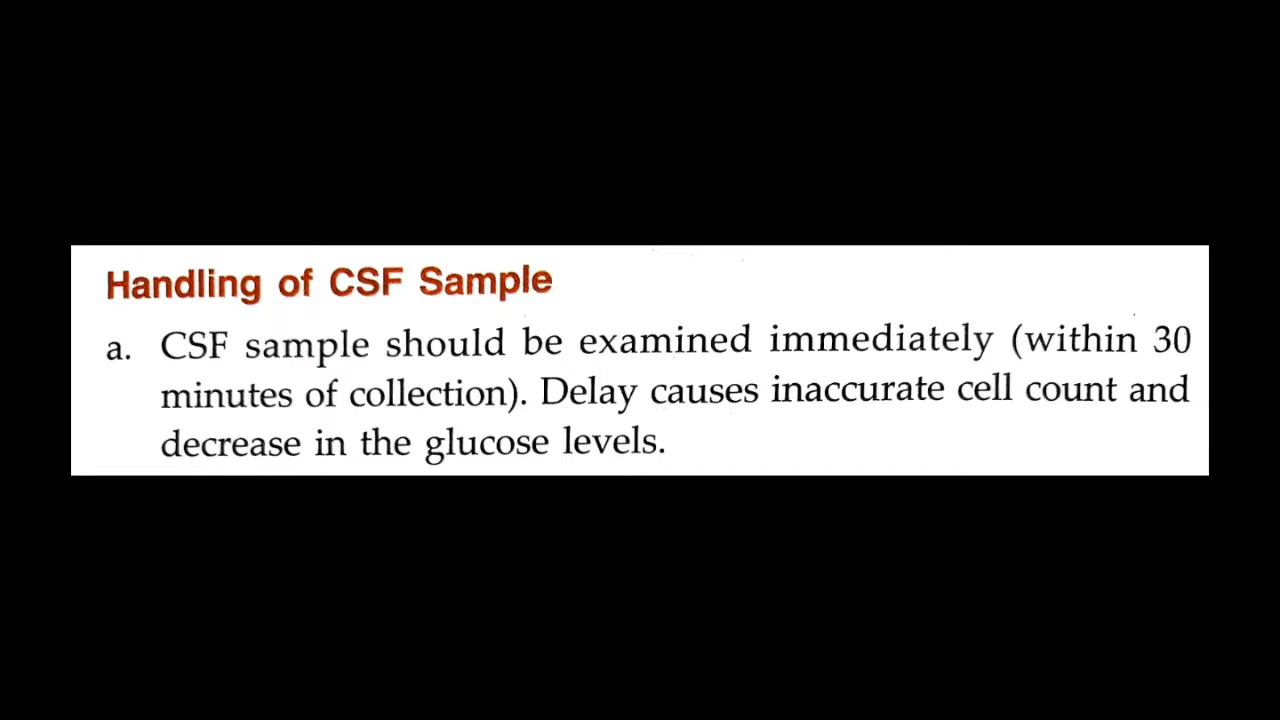 Handling of CSF Sample
a. CSF sample should be examined immediately (within 30
minutes of collection). Delay causes inaccurate cell count and
decrease in the glucose levels.